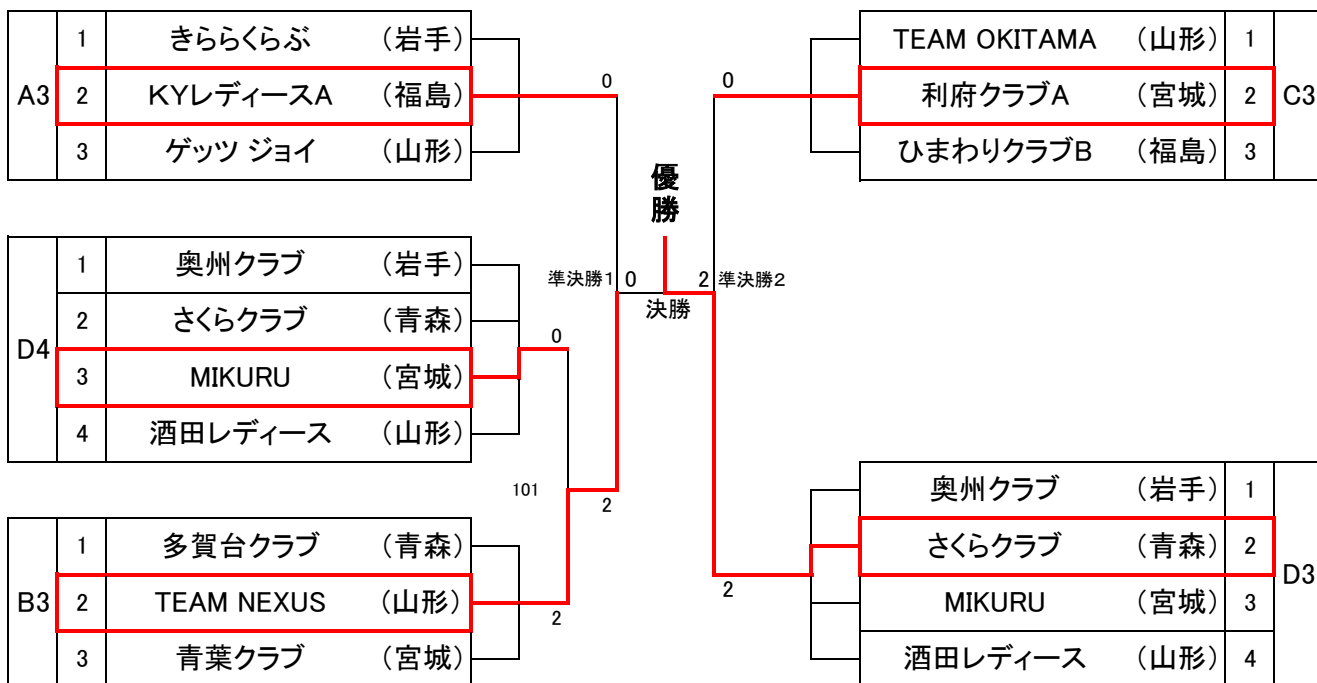 A3
1 きららくらぶ （岩手）
2 KYレディースA （福島）
3 ゲッツ ジョイ （山形）
0
D4
1 奥州クラブ （岩手）
2 さくらクラブ （青森）
3 MIKURU （宮城）
4 酒田レディース （山形）
0
101
2
B3
1 多賀台クラブ （青森）
2 TEAM NEXUS （山形）
3 青葉クラブ （宮城）
2
優勝
準決勝1 0 2 準決勝2
決勝
0
TEAM OKITAMA （山形） 1
利府クラブA （宮城） 2
ひまわりクラブB （福島） 3
C3
2
奥州クラブ （岩手） 1
さくらクラブ （青森） 2
MIKURU （宮城） 3
酒田レディース （山形） 4
D3